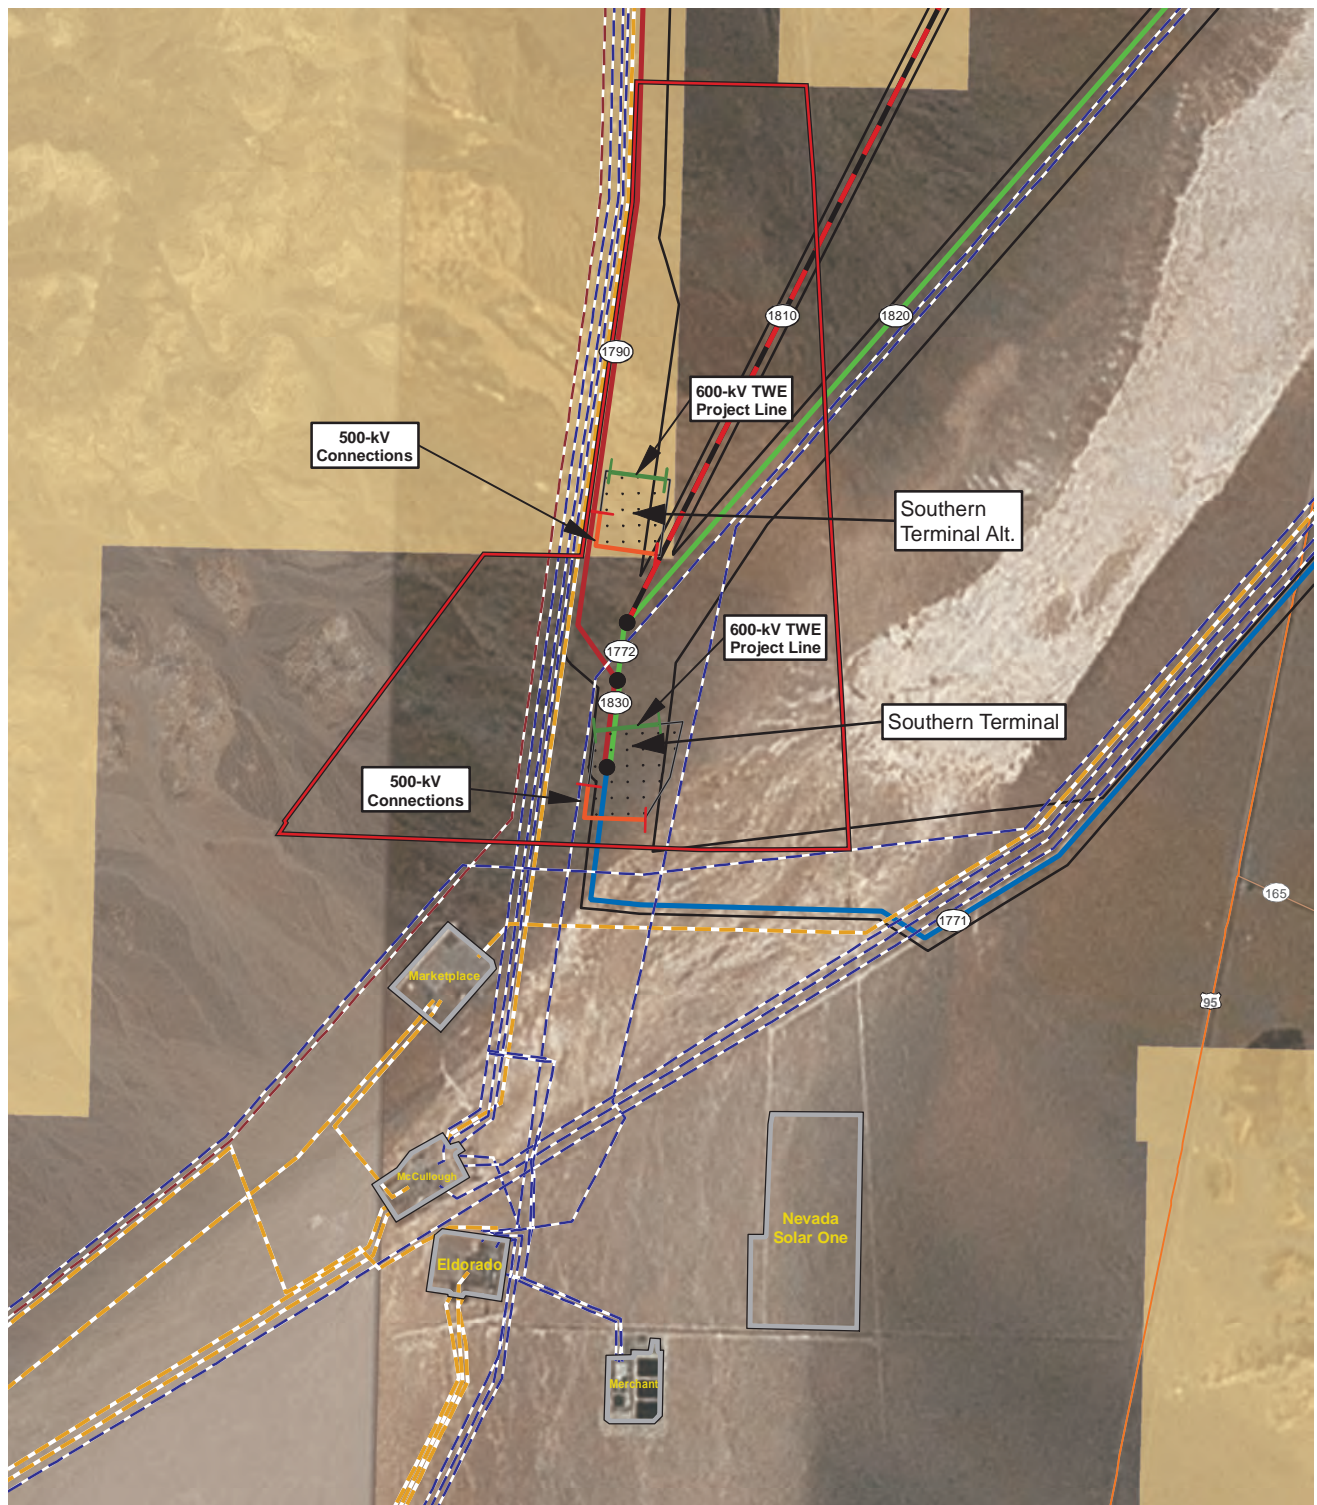 1810
1820
1790
600-kV TWE
Project Line
500-kV
Connections
Southern
Terminal Alt.
600-kV TWE
Project Line
1772
1830
Southern Terminal
500-kV
Connections
165
1771
Marketplace
95
McCullough
Nevada
Solar One
Eldorado
Merchant